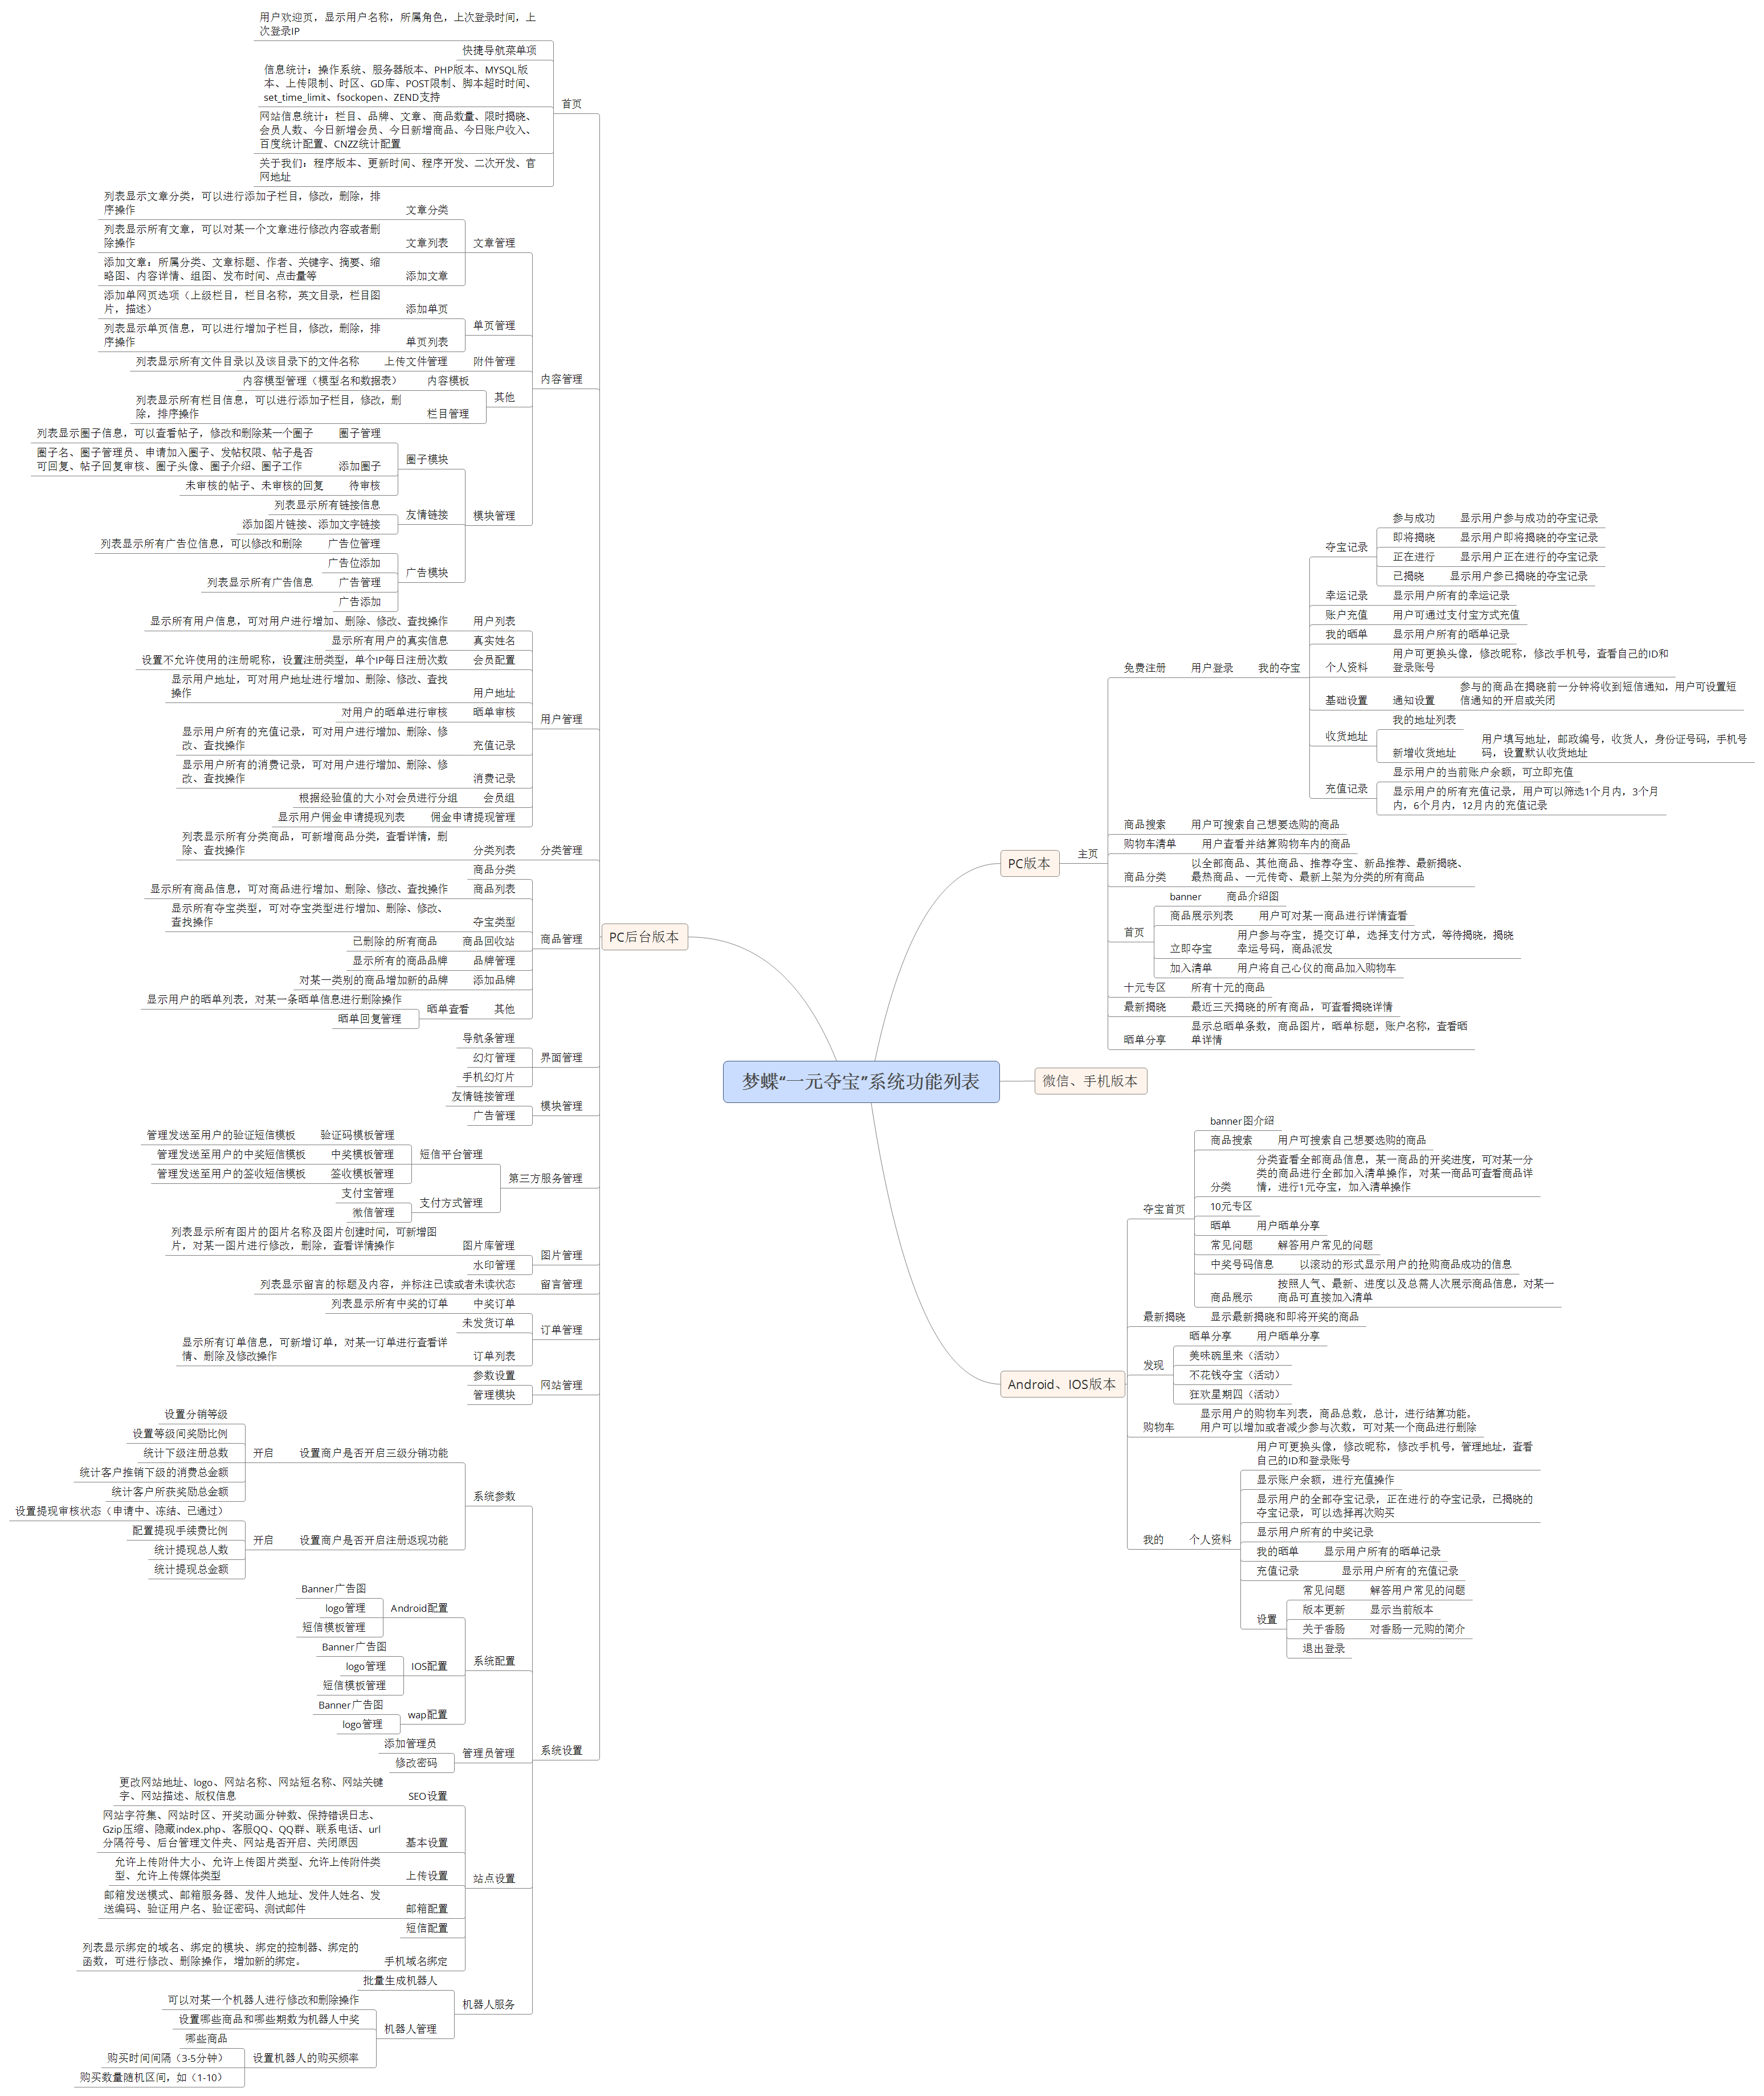 梦蝶“一元夺宝”系统功能列表
PC版本
主页
免费注册
用户登录
我的夺宝
夺宝记录
参与成功
显示用户参与成功的夺宝记录
即将揭晓
显示用户即将揭晓的夺宝记录
正在进行
显示用户正在进行的夺宝记录
已揭晓
显示用户参已揭晓的夺宝记录
幸运记录
显示用户所有的幸运记录
账户充值
用户可通过支付宝方式充值
我的晒单
显示用户所有的晒单记录
个人资料
用户可更换头像，修改昵称，修改手机号，查看自己的ID和
登录账号
基础设置
通知设置
参与的商品在揭晓前一分钟将收到短信通知，用户可设置短
信通知的开启或关闭
收货地址
我的地址列表
新增收货地址
用户填写地址，邮政编号，收货人，身份证号码，手机号
码，设置默认收货地址
充值记录
显示用户的当前账户余额，可立即充值
显示用户的所有充值记录，用户可以筛选1个月内，3个月
内，6个月内，12月内的充值记录
商品搜索
用户可搜索自己想要选购的商品
购物车清单
用户查看并结算购物车内的商品
商品分类
以全部商品、其他商品、推荐夺宝、新品推荐、最新揭晓、
最热商品、一元传奇、最新上架为分类的所有商品
首页
banner
商品介绍图
商品展示列表
用户可对某一商品进行详情查看
立即夺宝
用户参与夺宝，提交订单，选择支付方式，等待揭晓，揭晓
幸运号码，商品派发
加入清单
用户将自己心仪的商品加入购物车
十元专区
所有十元的商品
最新揭晓
最近三天揭晓的所有商品，可查看揭晓详情
晒单分享
显示总晒单条数，商品图片，晒单标题，账户名称，查看晒
单详情
微信、手机版本
Android、IOS版本
夺宝首页
banner图介绍
商品搜索
用户可搜索自己想要选购的商品
分类
分类查看全部商品信息，某一商品的开奖进度，可对某一分
类的商品进行全部加入清单操作，对某一商品可查看商品详
情，进行1元夺宝，加入清单操作
10元专区
晒单
用户晒单分享
常见问题
解答用户常见的问题
中奖号码信息
以滚动的形式显示用户的抢购商品成功的信息
商品展示
按照人气、最新、进度以及总需人次展示商品信息，对某一
商品可直接加入清单
最新揭晓
显示最新揭晓和即将开奖的商品
发现
晒单分享
用户晒单分享
美味碗里来（活动）
不花钱夺宝（活动）
狂欢星期四（活动）
购物车
显示用户的购物车列表，商品总数，总计，进行结算功能。
用户可以增加或者减少参与次数，可对某一个商品进行删除
我的
个人资料
用户可更换头像，修改昵称，修改手机号，管理地址，查看
自己的ID和登录账号
显示账户余额，进行充值操作
显示用户的全部夺宝记录，正在进行的夺宝记录，已揭晓的
夺宝记录，可以选择再次购买
显示用户所有的中奖记录
我的晒单
显示用户所有的晒单记录
充值记录
显示用户所有的充值记录
设置
常见问题
解答用户常见的问题
版本更新
显示当前版本
关于香肠
对香肠一元购的简介
退出登录
PC后台版本
首页
用户欢迎页，显示用户名称，所属角色，上次登录时间，上
次登录IP
快捷导航菜单项
信息统计：操作系统、服务器版本、PHP版本、MYSQL版
本、上传限制、时区、GD库、POST限制、脚本超时时间、
set_time_limit、fsockopen、ZEND支持
网站信息统计：栏目、品牌、文章、商品数量、限时揭晓、
会员人数、今日新增会员、今日新增商品、今日账户收入、
百度统计配置、CNZZ统计配置
关于我们：程序版本、更新时间、程序开发、二次开发、官
网地址
内容管理
文章管理
文章分类
列表显示文章分类，可以进行添加子栏目，修改，删除，排
序操作
文章列表
列表显示所有文章，可以对某一个文章进行修改内容或者删
除操作
添加文章
添加文章：所属分类、文章标题、作者、关键字、摘要、缩
略图、内容详情、组图、发布时间、点击量等
单页管理
添加单页
添加单网页选项（上级栏目，栏目名称，英文目录，栏目图
片，描述）
单页列表
列表显示单页信息，可以进行增加子栏目，修改，删除，排
序操作
附件管理
上传文件管理
列表显示所有文件目录以及该目录下的文件名称
其他
内容模板
内容模型管理（模型名和数据表）
栏目管理
列表显示所有栏目信息，可以进行添加子栏目，修改，删
除，排序操作
模块管理
圈子模块
圈子管理
列表显示圈子信息，可以查看帖子，修改和删除某一个圈子
添加圈子
圈子名、圈子管理员、申请加入圈子、发帖权限、帖子是否
可回复、帖子回复审核、圈子头像、圈子介绍、圈子工作
待审核
未审核的帖子、未审核的回复
友情链接
列表显示所有链接信息
添加图片链接、添加文字链接
广告模块
广告位管理
列表显示所有广告位信息，可以修改和删除
广告位添加
广告管理
列表显示所有广告信息
广告添加
用户管理
用户列表
显示所有用户信息，可对用户进行增加、删除、修改、查找操作
真实姓名
显示所有用户的真实信息
会员配置
设置不允许使用的注册昵称，设置注册类型，单个IP每日注册次数
用户地址
显示用户地址，可对用户地址进行增加、删除、修改、查找
操作
晒单审核
对用户的晒单进行审核
充值记录
显示用户所有的充值记录，可对用户进行增加、删除、修
改、查找操作
消费记录
显示用户所有的消费记录，可对用户进行增加、删除、修
改、查找操作
会员组
根据经验值的大小对会员进行分组
佣金申请提现管理
显示用户佣金申请提现列表
分类管理
分类列表
列表显示所有分类商品，可新增商品分类，查看详情，删
除、查找操作
商品管理
商品分类
商品列表
显示所有商品信息，可对商品进行增加、删除、修改、查找操作
夺宝类型
显示所有夺宝类型，可对夺宝类型进行增加、删除、修改、
查找操作
商品回收站
已删除的所有商品
品牌管理
显示所有的商品品牌
添加品牌
对某一类别的商品增加新的品牌
其他
晒单查看
显示用户的晒单列表，对某一条晒单信息进行删除操作
晒单回复管理
界面管理
导航条管理
幻灯管理
手机幻灯片
模块管理
友情链接管理
广告管理
第三方服务管理
短信平台管理
验证码模板管理
管理发送至用户的验证短信模板
中奖模板管理
管理发送至用户的中奖短信模板
签收模板管理
管理发送至用户的签收短信模板
支付方式管理
支付宝管理
微信管理
图片管理
图片库管理
列表显示所有图片的图片名称及图片创建时间，可新增图
片，对某一图片进行修改，删除，查看详情操作
水印管理
留言管理
列表显示留言的标题及内容，并标注已读或者未读状态
订单管理
中奖订单
列表显示所有中奖的订单
未发货订单
订单列表
显示所有订单信息，可新增订单，对某一订单进行查看详
情、删除及修改操作
网站管理
参数设置
管理模块
系统设置
系统参数
设置商户是否开启三级分销功能
开启
设置分销等级
设置等级间奖励比例
统计下级注册总数
统计客户推销下级的消费总金额
统计客户所获奖励总金额
设置商户是否开启注册返现功能
开启
设置提现审核状态（申请中、冻结、已通过）
配置提现手续费比例
统计提现总人数
统计提现总金额
系统配置
Android配置
Banner广告图
logo管理
短信模板管理
IOS配置
Banner广告图
logo管理
短信模板管理
wap配置
Banner广告图
logo管理
管理员管理
添加管理员
修改密码
站点设置
SEO设置
更改网站地址、logo、网站名称、网站短名称、网站关键
字、网站描述、版权信息
基本设置
网站字符集、网站时区、开奖动画分钟数、保持错误日志、
Gzip压缩、隐藏index.php、客服QQ、QQ群、联系电话、url
分隔符号、后台管理文件夹、网站是否开启、关闭原因
上传设置
允许上传附件大小、允许上传图片类型、允许上传附件类
型、允许上传媒体类型
邮箱配置
邮箱发送模式、邮箱服务器、发件人地址、发件人姓名、发
送编码、验证用户名、验证密码、测试邮件
短信配置
手机域名绑定
列表显示绑定的域名、绑定的模块、绑定的控制器、绑定的
函数，可进行修改、删除操作，增加新的绑定。
机器人服务
批量生成机器人
机器人管理
可以对某一个机器人进行修改和删除操作
设置哪些商品和哪些期数为机器人中奖
设置机器人的购买频率
哪些商品
购买时间间隔（3-5分钟）
购买数量随机区间，如（1-10）